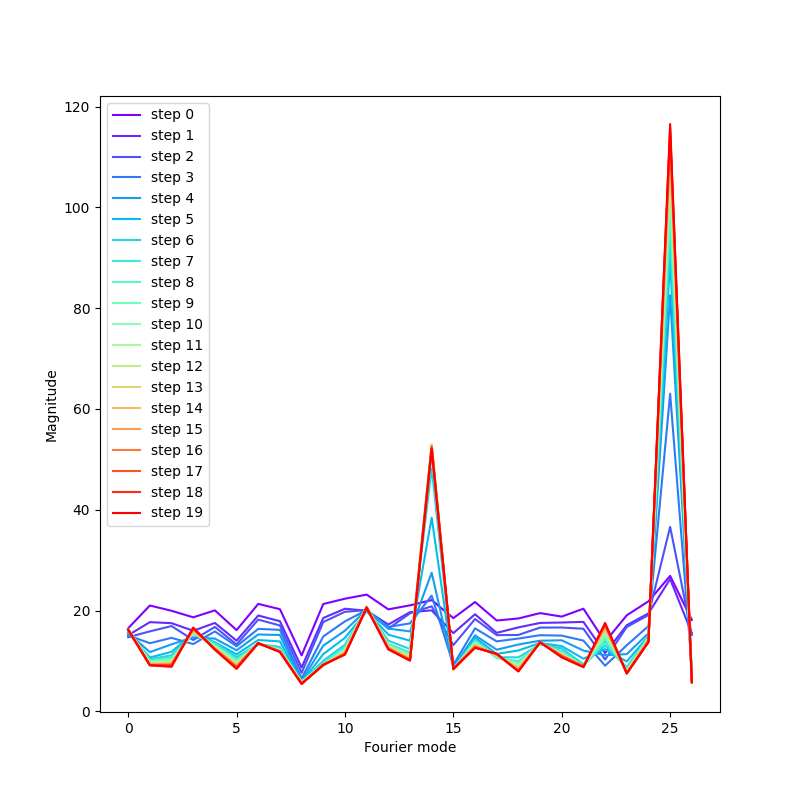 120
100
80
60
40
20
0
Magnitude
step 0
step 1
step 2
step 3
step 4
step 5
step 6
step 7
step 8
step 9
step 10
step 11
step 12
step 13
step 14
step 15
step 16
step 17
step 18
step 19
0 5 10 15 20 25
Fourier mode